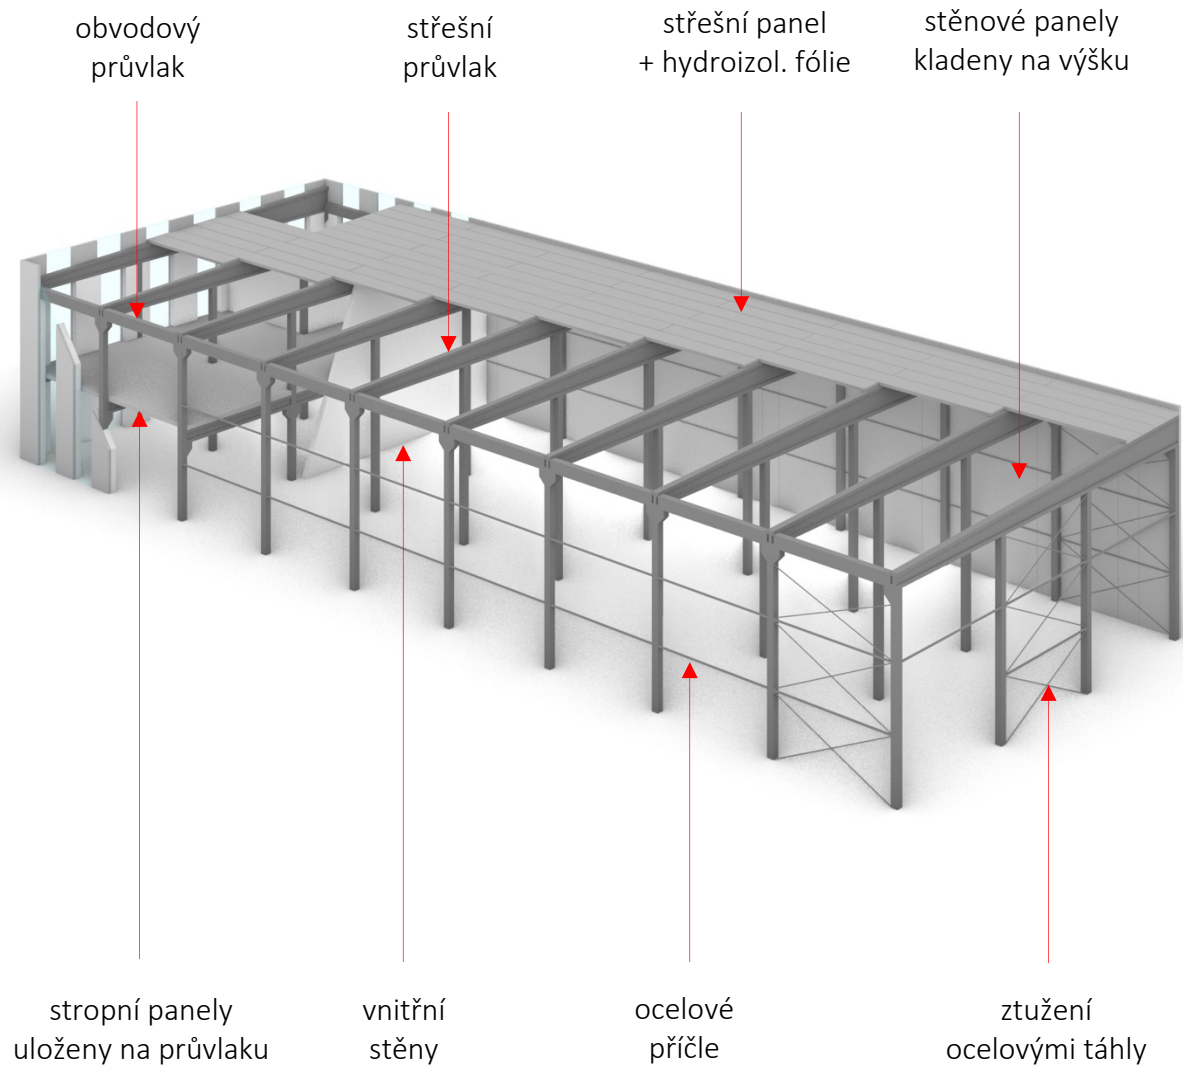 obvodový
průvlak
střešní
průvlak
střešní panel
+ hydroizol. fólie
stěnové panely
kladeny na výšku
stropní panely
uloženy na průvlaku
vnitřní
stěny
ocelové
příčle
ztužení
ocelovými táhly